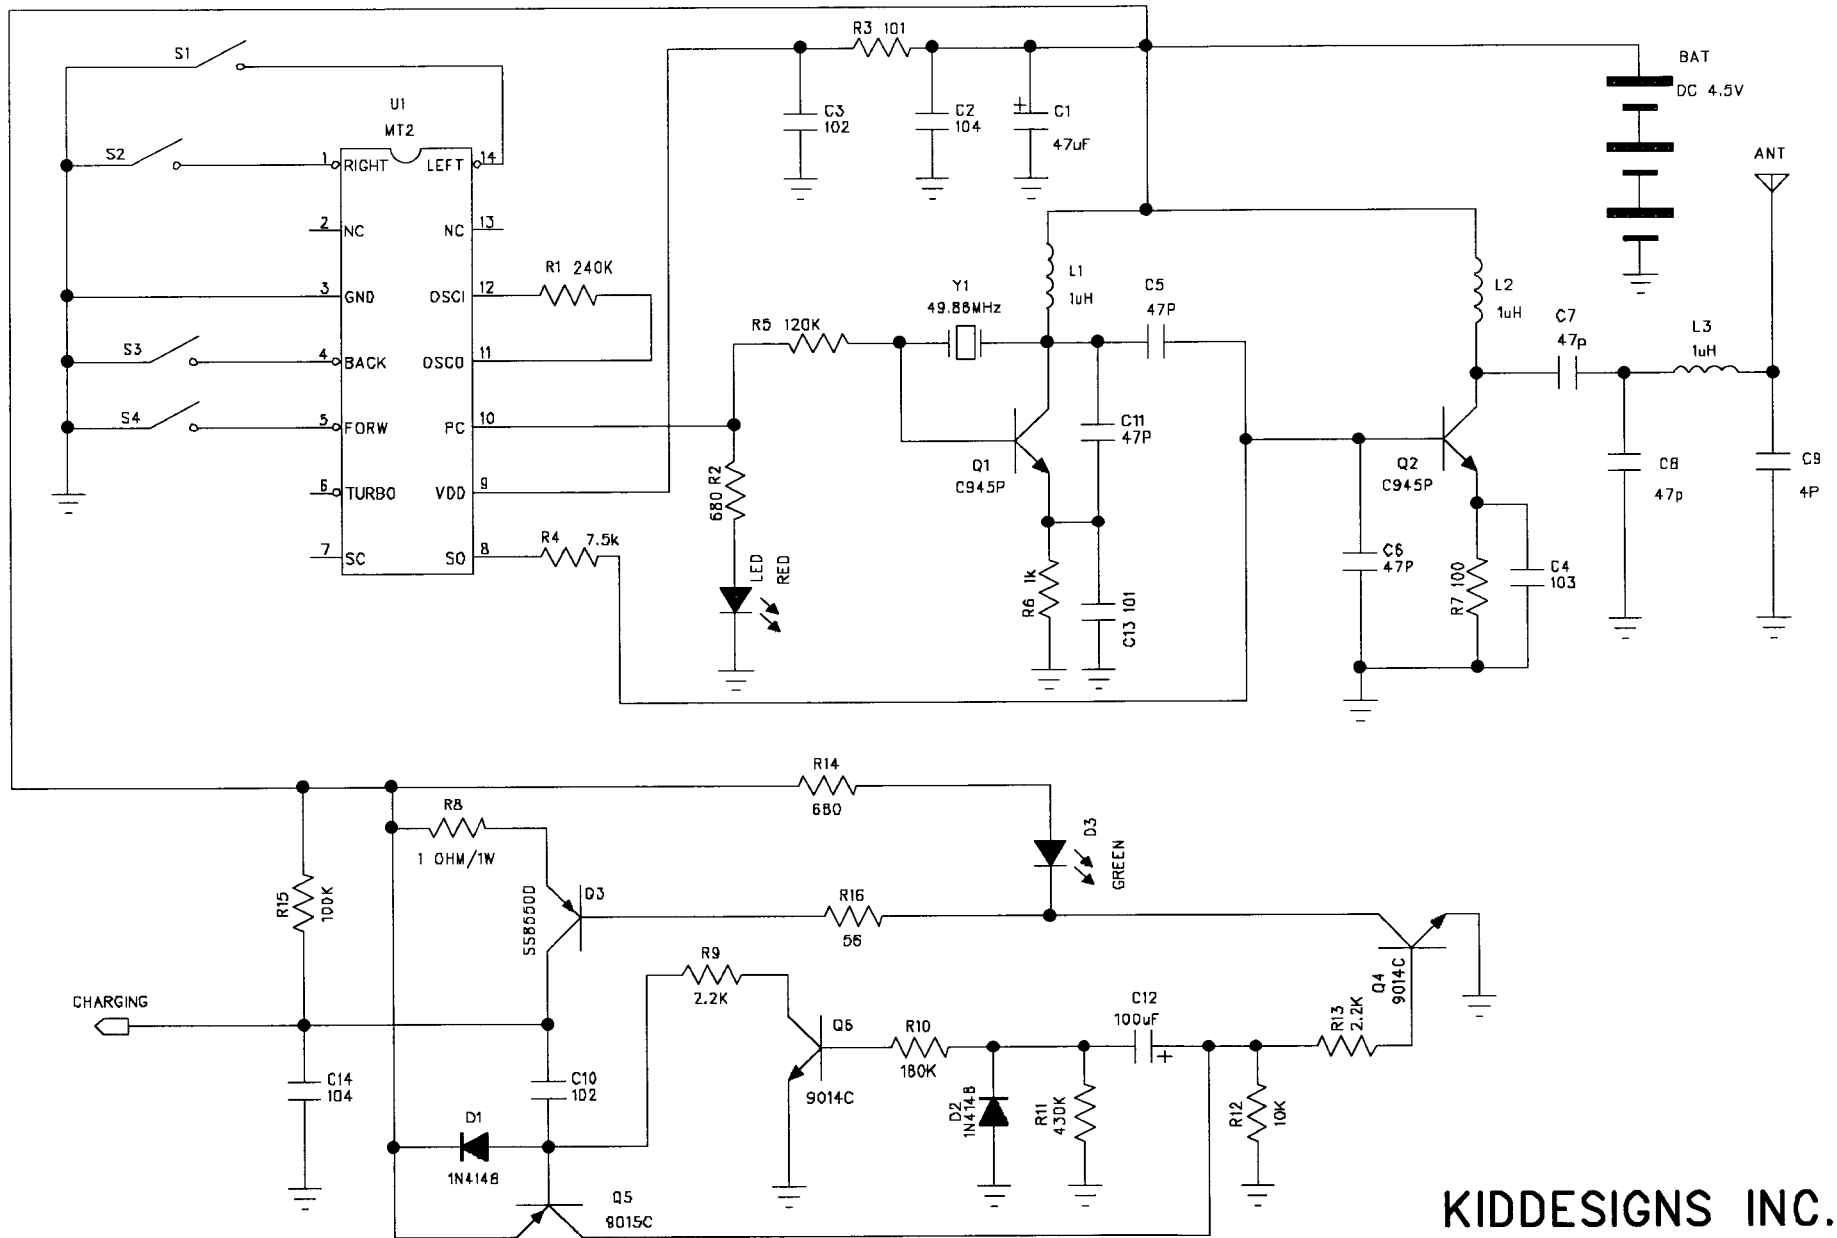 R3 101
S1
BAT
DC 4.5V
U1
MT2
C3
102
C2
104
C1
47uF
S2
1
RIGHT
LEFT
14
ANT
2
NC
NC
13
R1 240K
3
GND
OSCI
12
L1
1uH
C5
47P
L2
1uH
Y1
49.86MHz
R5 120K
C7
47p
L3
1uH
S3
4
BACK
OSCO
11
S4
5
FORW
PC
10
C11
47P
Q1
C945P
Q2
C945P
C8
47p
C9
4P
680 R2
6
TURBO
VDD
9
R4 7.5k
7
SC
SO
8
LED
RED
R6 1k
C13 101
C6
47P
R7 100
C4
103
R14
680
R8
1 OHM/1W
D3
GREEN
R15
100K
SS8550D
Q3
R16
56
R9
2.2K
Q4
9014C
CHARGING
C12
100uF
R13
2.2K
Q6
9014C
R10
180K
C14
104
C10
102
D2
1N4148
R11
430K
R12
10K
D1
1N4148
Q5
9015C
KIDDESIGNS INC.